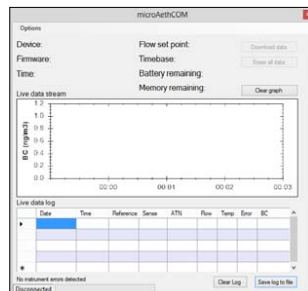 microAethCOM
Options
Device: Flow set point: Download data
Firmware: Timebase: Erase all data
Time: Battery remaining:
Memory remaining: Clear graph
Live data stream
BC (ng/m3)
1.2
1.0
0.8
0.6
0.4
0.2
0.0
00:00 00:01 00:02 00:03
Live data log
Date Time Reference Sense ATN Flow Temp Error BC
No instrument errors detected
Clear Log Save log to file
Disconnected